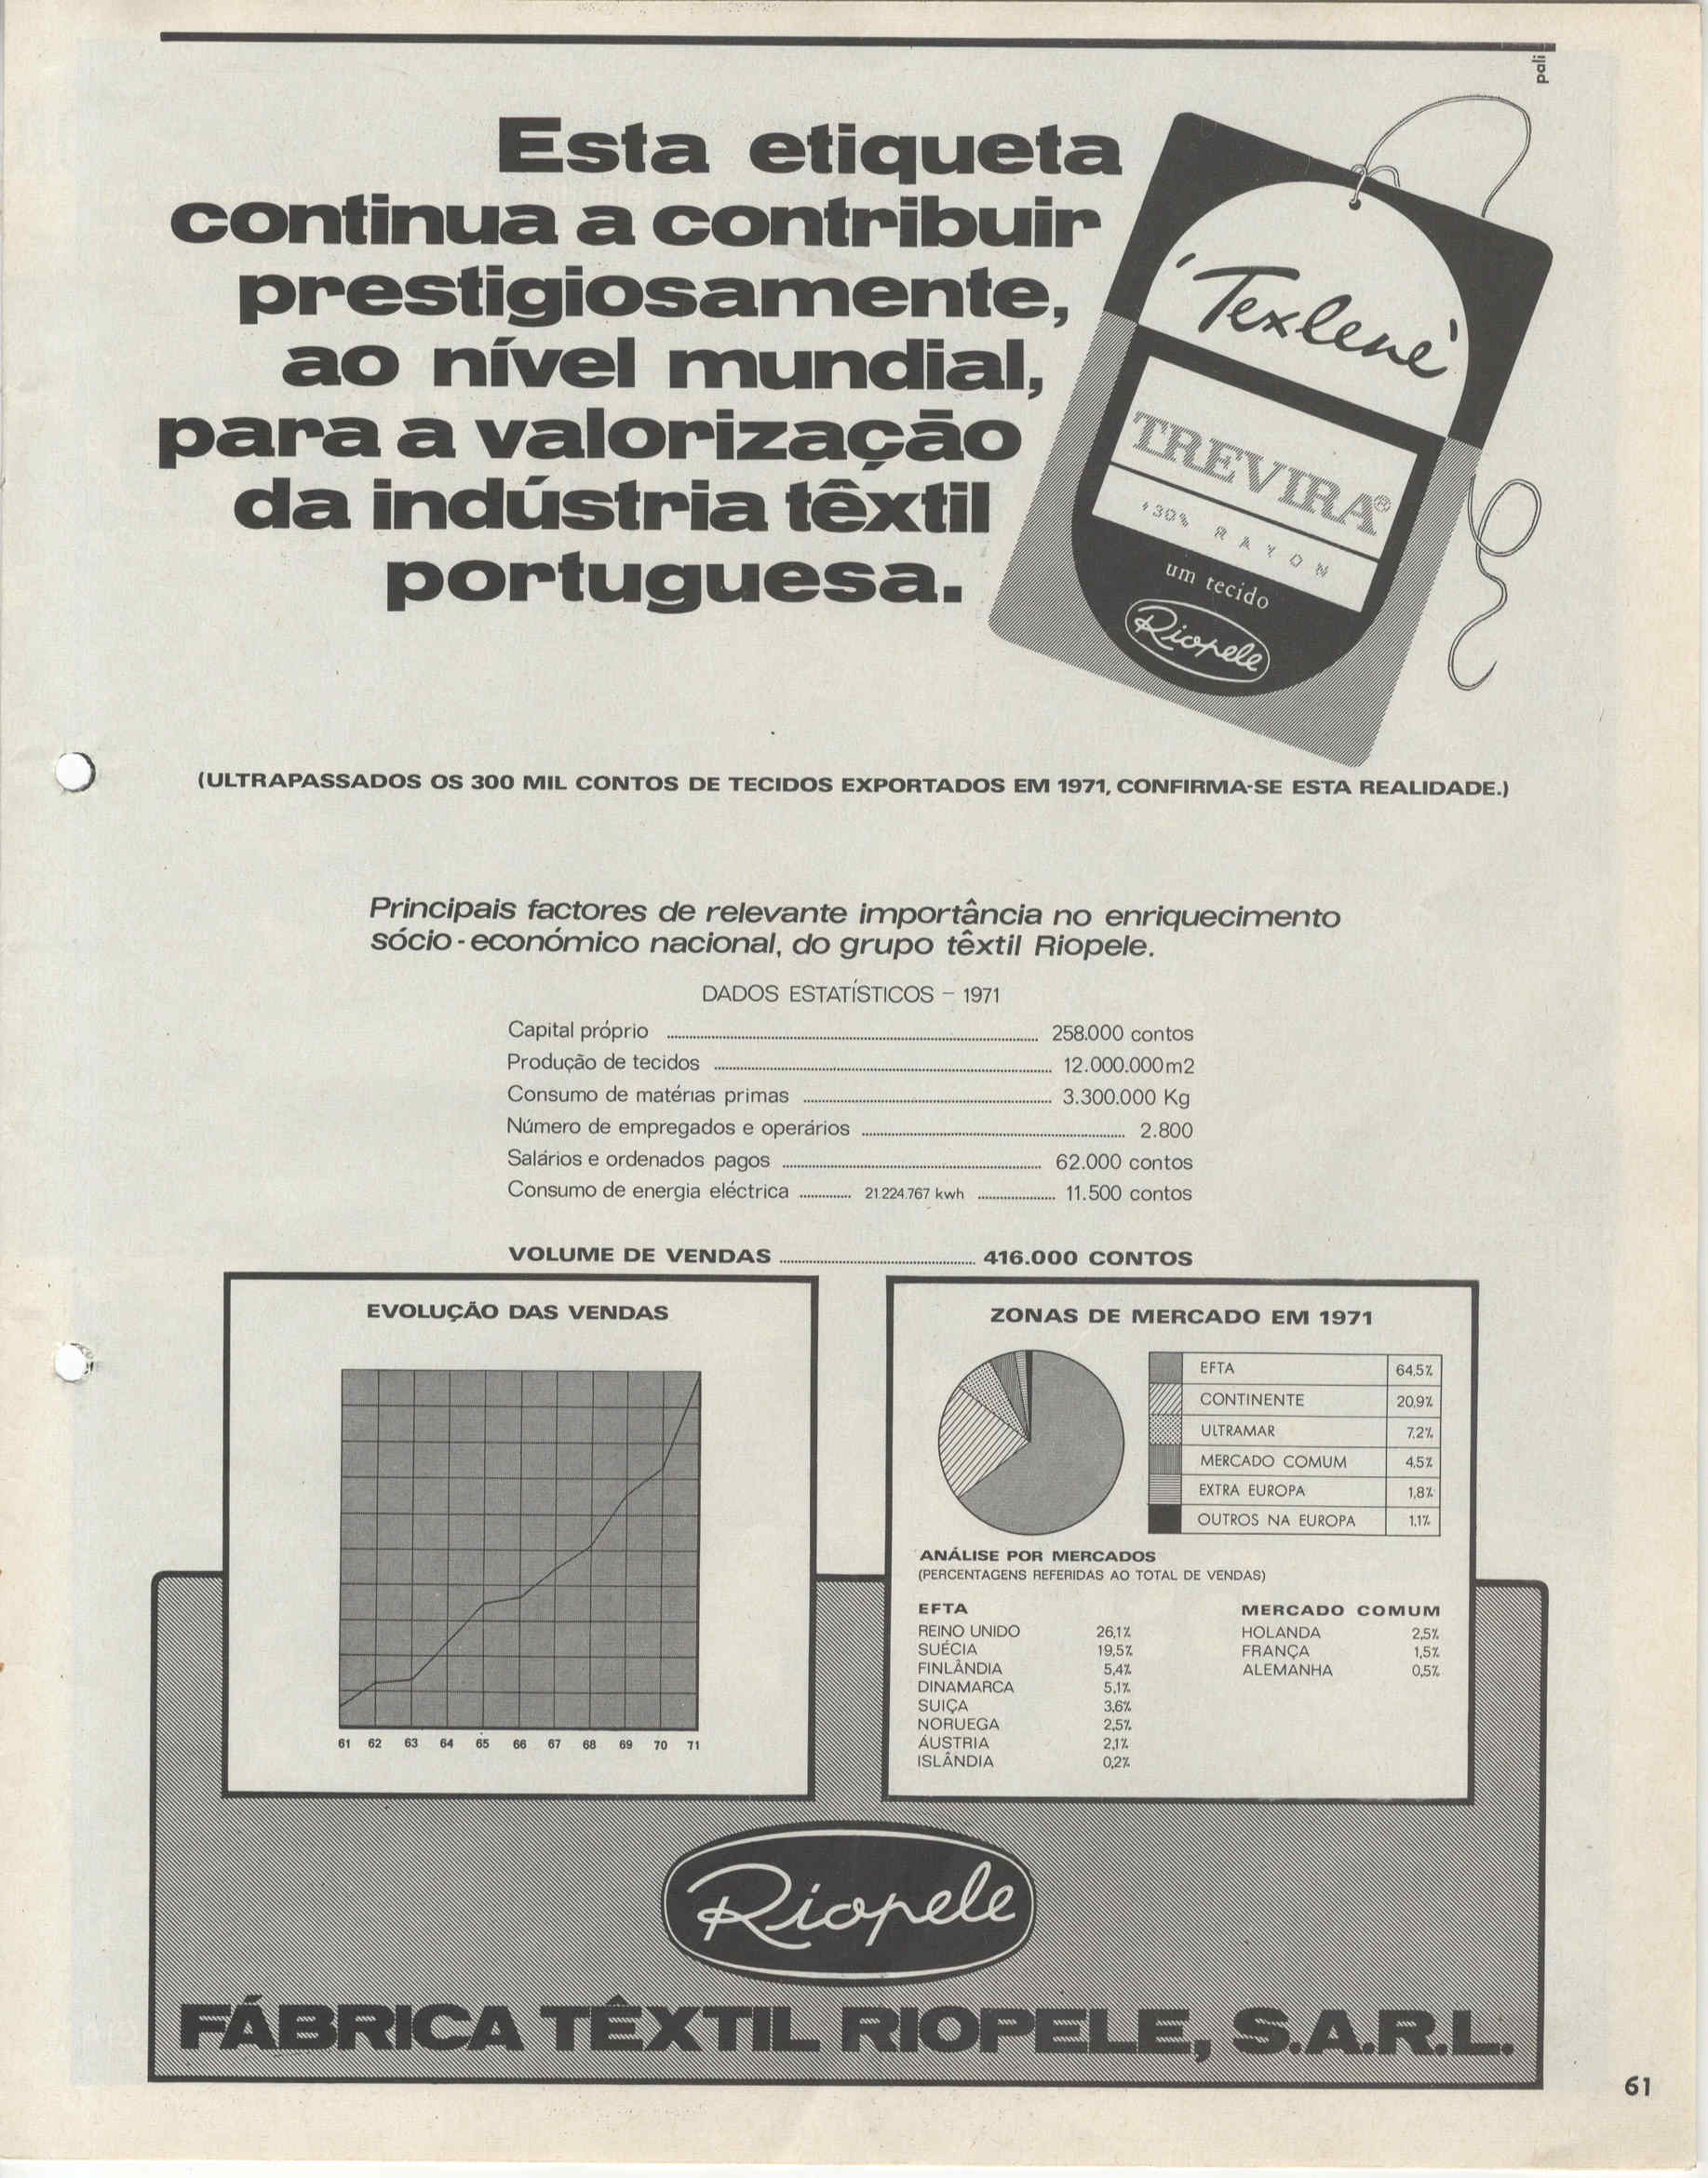 pali
Esta etiqueta
continua a contribuir
prestigiosamente,
ao nível mundial,
para a valorização
da indústria têxtil
portuguesa.
'Texlene'
TREVIRA®
+30% RAYON
um tecido
Riopele
(ULTRAPASSADOS OS 300 MIL CONTOS DE TECIDOS EXPORTADOS EM 1971, CONFIRMA-SE ESTA REALIDADE.)
Principais factores de relevante importância no enriquecimento
sócio-económico nacional, do grupo têxtil Riopele.
DADOS ESTATÍSTICOS – 1971
Capital próprio 258.000 contos
Produção de tecidos 12.000.000m2
Consumo de matérias primas 3.300.000 Kg
Número de empregados e operários 2.800
Salários e ordenados pagos 62.000 contos
Consumo de energia eléctrica 21.224.767 kwh 11.500 contos
VOLUME DE VENDAS 416.000 CONTOS
EVOLUÇÃO DAS VENDAS
61 62 63 64 65 66 67 68 69 70 71
ZONAS DE MERCADO EM 1971
EFTA 64,5%
CONTINENTE 20,9%
ULTRAMAR 7,2%
MERCADO COMUM 4,5%
EXTRA EUROPA 1,8%
OUTROS NA EUROPA 1,1%
ANÁLISE POR MERCADOS
(PERCENTAGENS REFERIDAS AO TOTAL DE VENDAS)
EFTA
REINO UNIDO 26,1%
SUÉCIA 19,5%
FINLÂNDIA 5,4%
DINAMARCA 5,1%
SUIÇA 3,6%
NORUEGA 2,5%
ÁUSTRIA 2,1%
ISLÂNDIA 0,2%
MERCADO COMUM
HOLANDA 2,5%
FRANÇA 1,5%
ALEMANHA 0,5%
Riopele
FÁBRICA TÊXTIL RIOPELE, S.A.R.L.
61